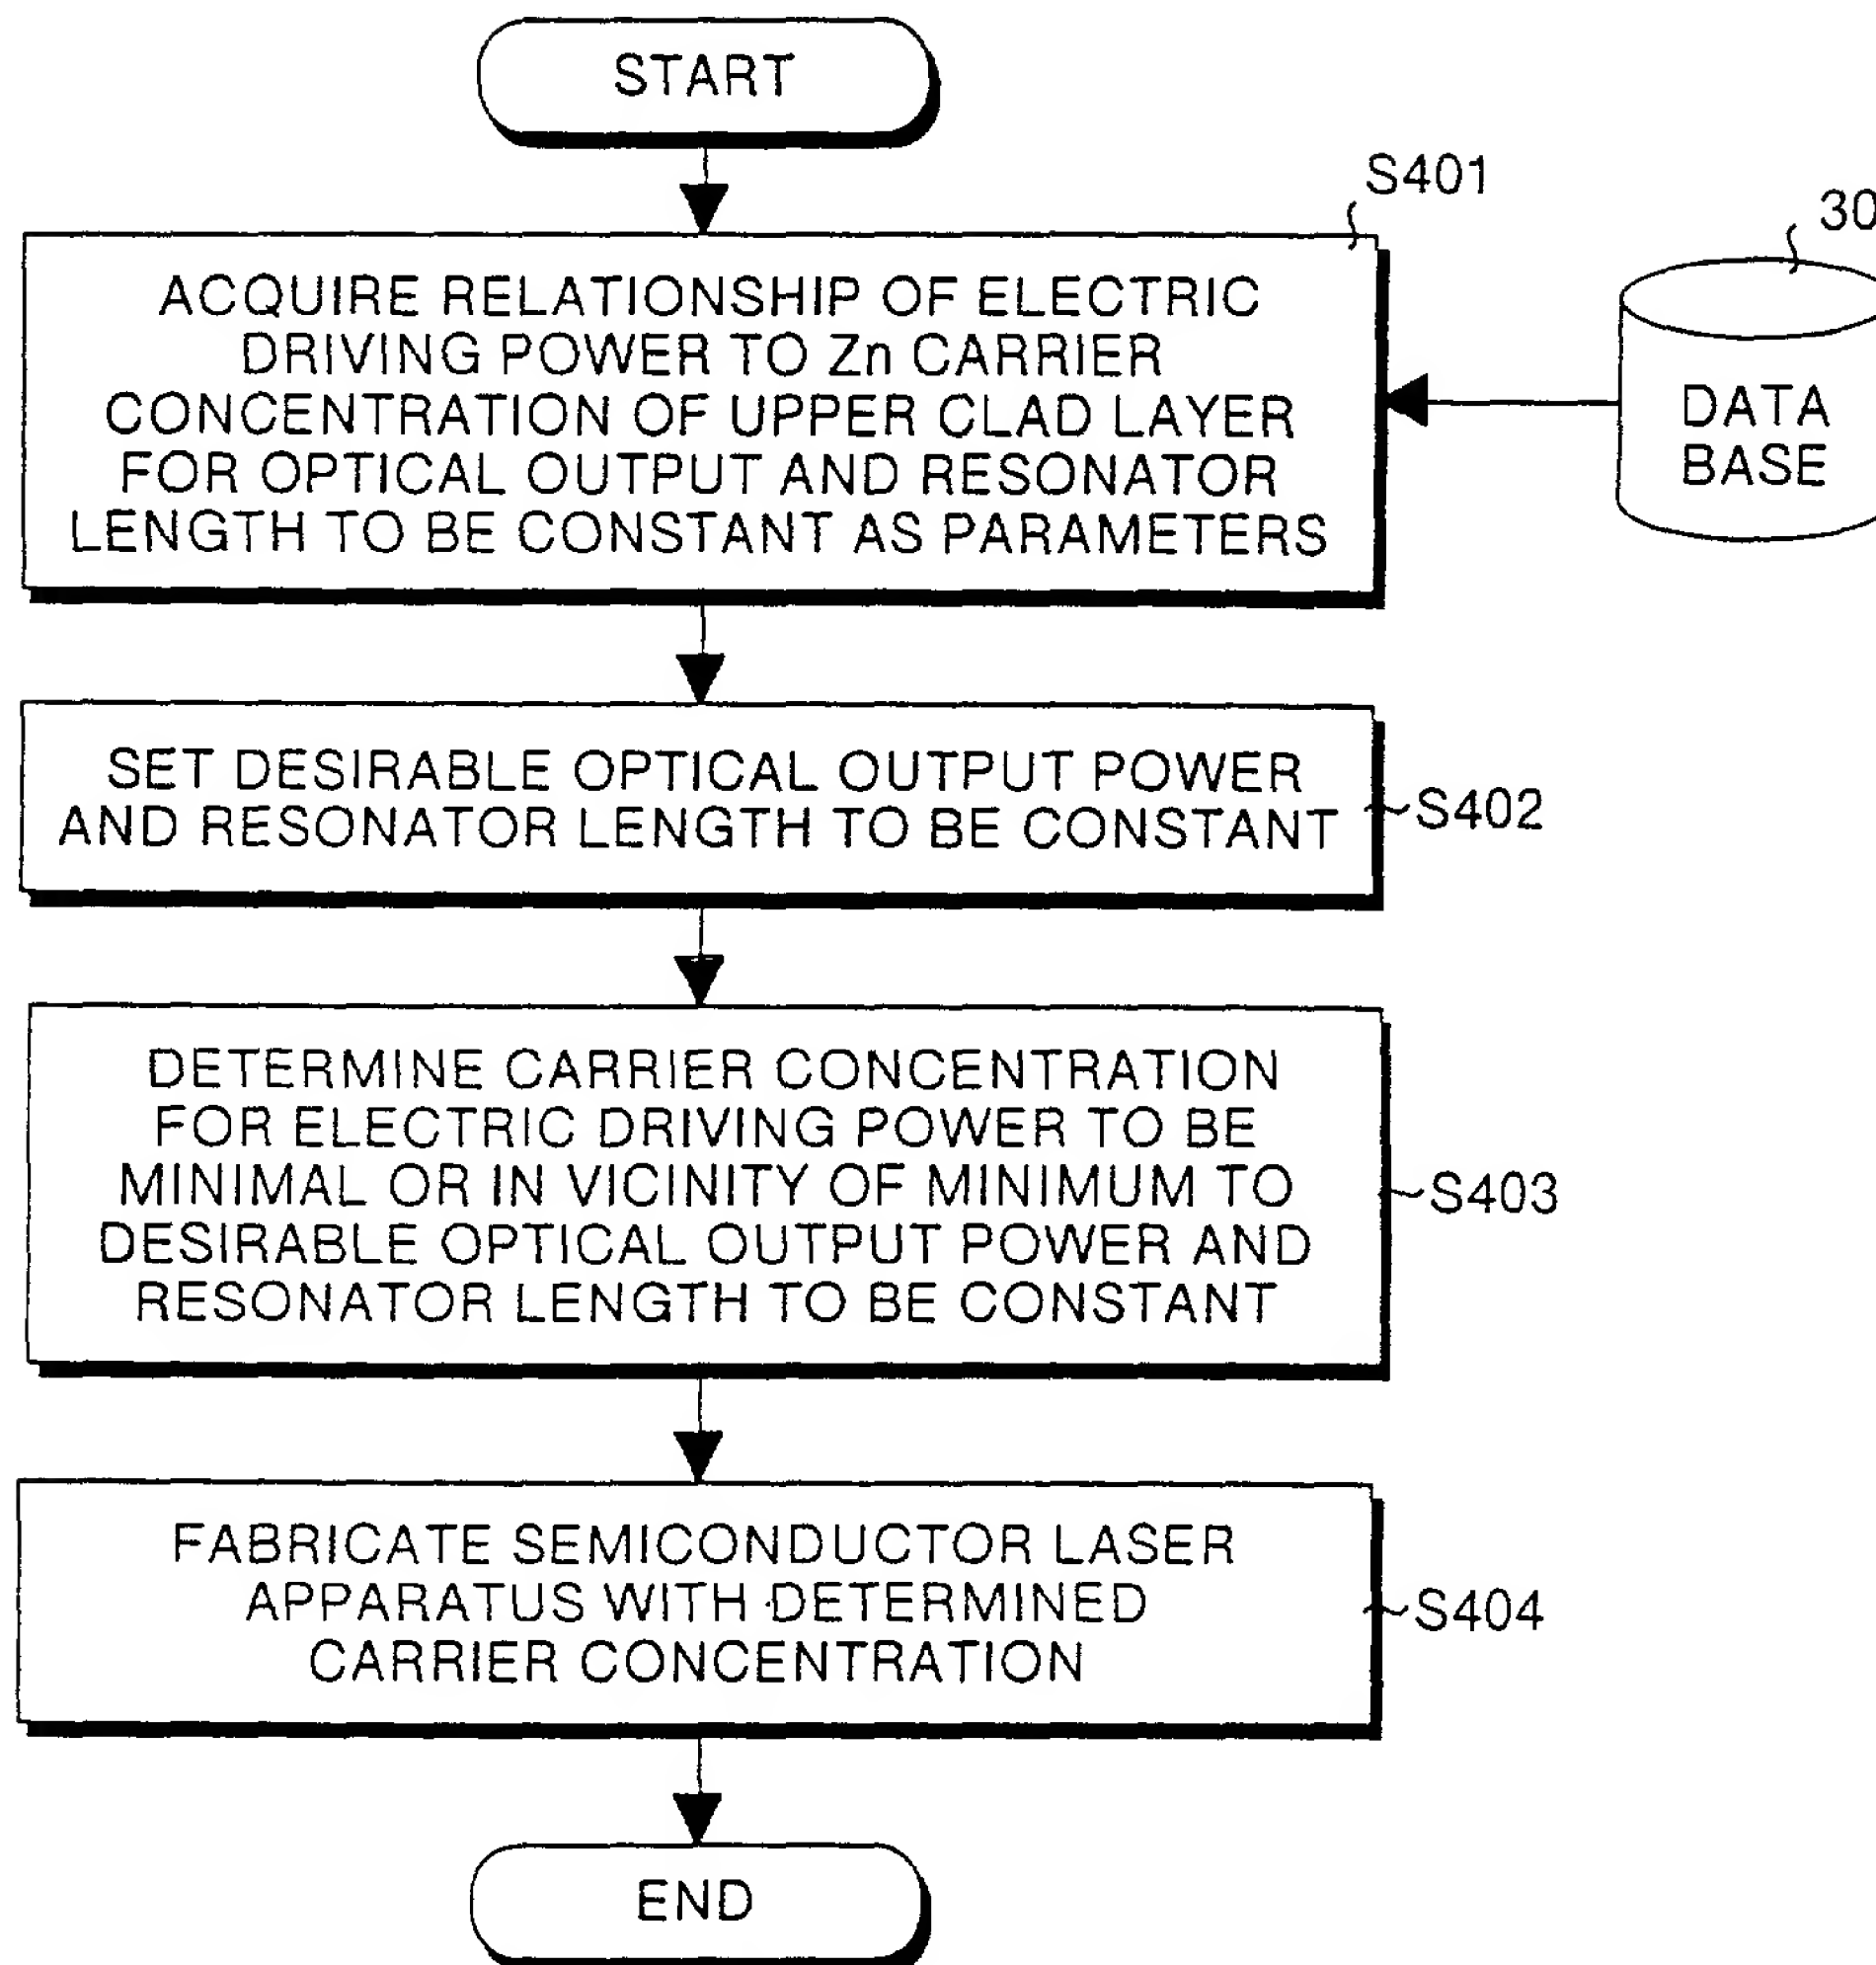 START
S401
30
ACQUIRE RELATIONSHIP OF ELECTRIC
DRIVING POWER TO Zn CARRIER
CONCENTRATION OF UPPER CLAD LAYER
FOR OPTICAL OUTPUT AND RESONATOR
LENGTH TO BE CONSTANT AS PARAMETERS
DATA
BASE
SET DESIRABLE OPTICAL OUTPUT POWER
AND RESONATOR LENGTH TO BE CONSTANT
S402
DETERMINE CARRIER CONCENTRATION
FOR ELECTRIC DRIVING POWER TO BE
MINIMAL OR IN VICINITY OF MINIMUM TO
DESIRABLE OPTICAL OUTPUT POWER AND
RESONATOR LENGTH TO BE CONSTANT
S403
FABRICATE SEMICONDUCTOR LASER
APPARATUS WITH DETERMINED
CARRIER CONCENTRATION
S404
END